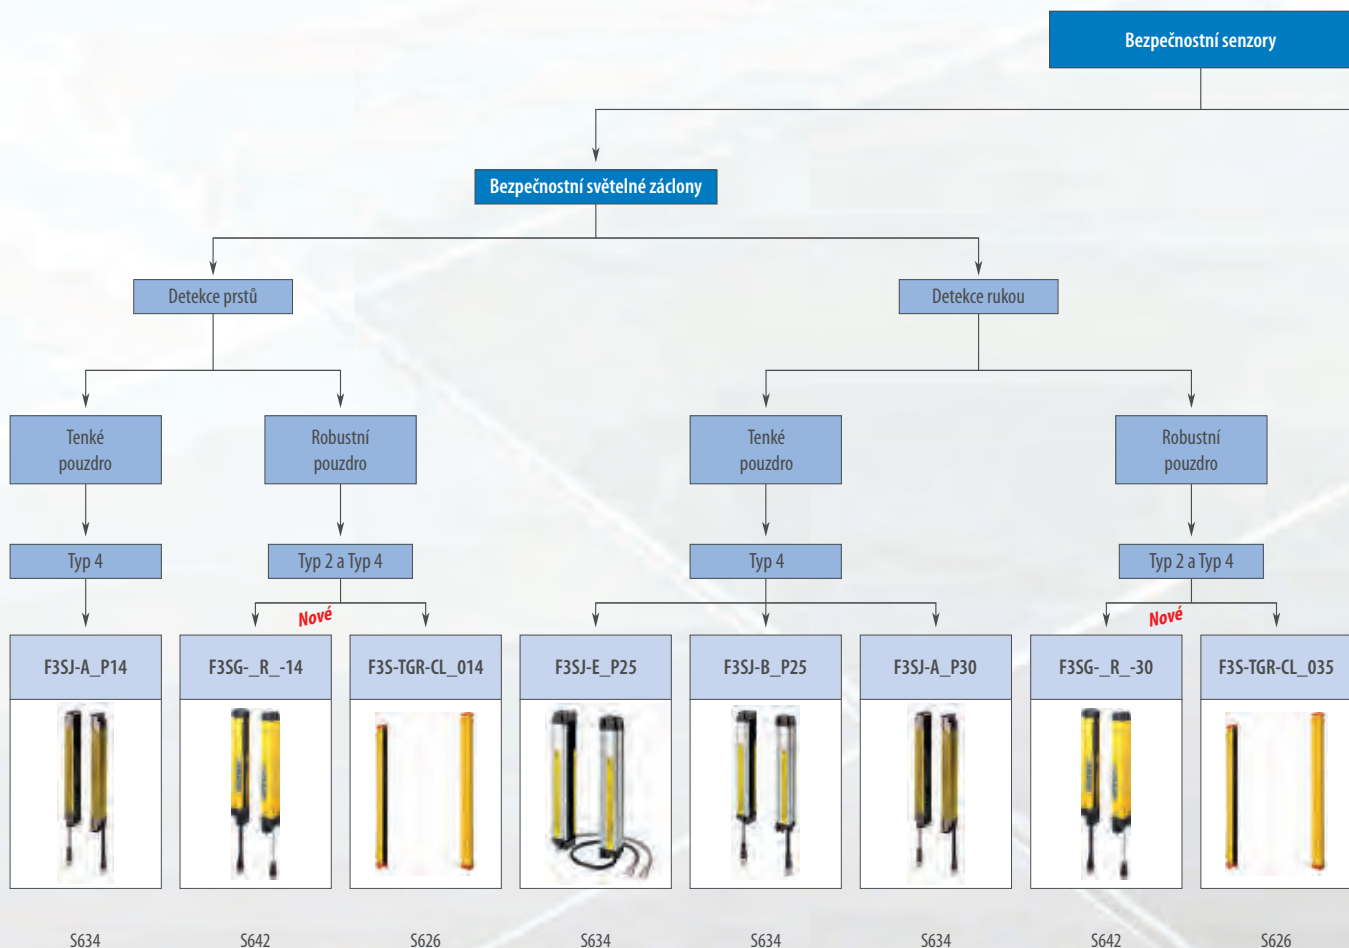 Bezpečnostní senzory
Bezpečnostní světelné záclony
Detekce prstů
Detekce rukou
Tenké
pouzdro
Robustní
pouzdro
Tenké
pouzdro
Robustní
pouzdro
Typ 4
Typ 2 a Typ 4
Typ 4
Typ 2 a Typ 4
Nové
Nové
F3SJ-A_P14
F3SG-_R_-14
F3S-TGR-CL_014
F3SJ-E_P25
F3SJ-B_P25
F3SJ-A_P30
F3SG-_R_-30
F3S-TGR-CL_035
S634
S642
S626
S634
S634
S634
S642
S626